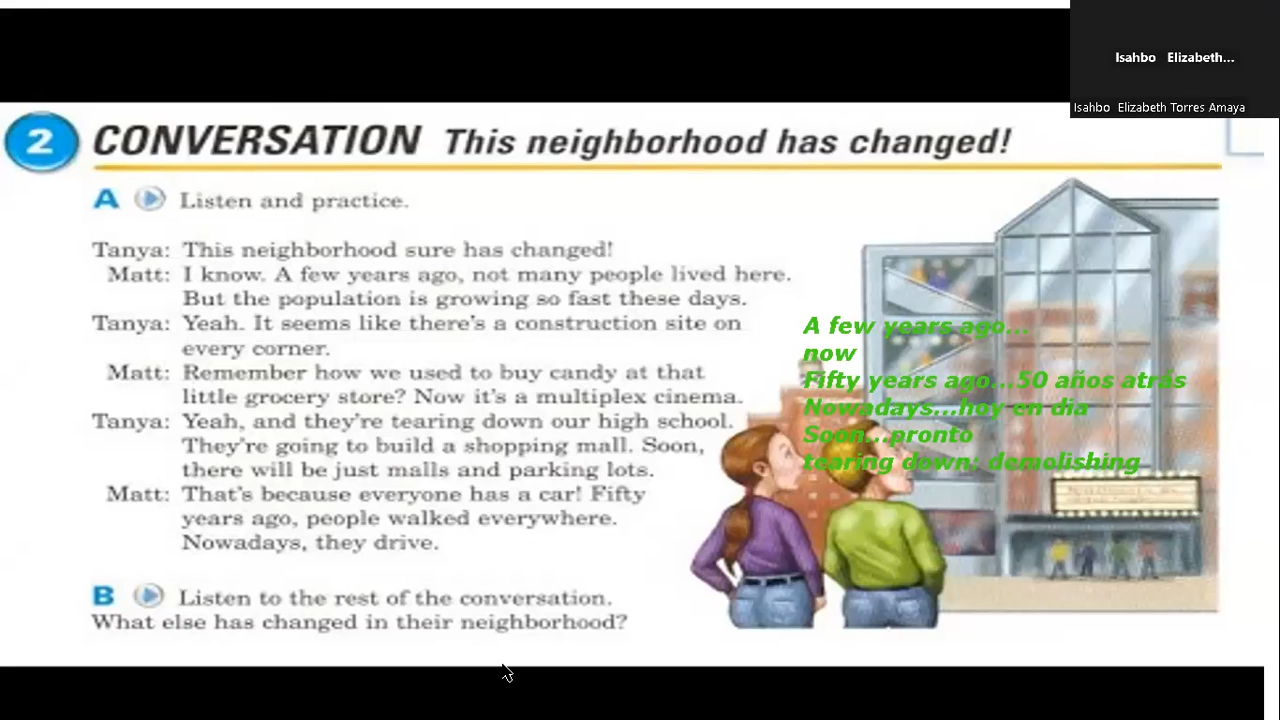 Isahbo Elizabeth...
Isahbo Elizabeth Torres Amaya
2 CONVERSATION This neighborhood has changed!
A Listen and practice.
Tanya: This neighborhood sure has changed!
Matt: I know. A few years ago, not many people lived here.
But the population is growing so fast these days.
Tanya: Yeah. It seems like there's a construction site on
every corner.
Matt: Remember how we used to buy candy at that
little grocery store? Now it's a multiplex cinema.
Tanya: Yeah, and they're tearing down our high school.
They're going to build a shopping mall. Soon,
there will be just malls and parking lots.
Matt: That's because everyone has a car! Fifty
years ago, people walked everywhere.
Nowadays, they drive.
A few years ago...
now
Fifty years ago...50 años atrás
Nowadays...hoy en dia
Soon...pronto
tearing down: demolishing
B Listen to the rest of the conversation.
What else has changed in their neighborhood?